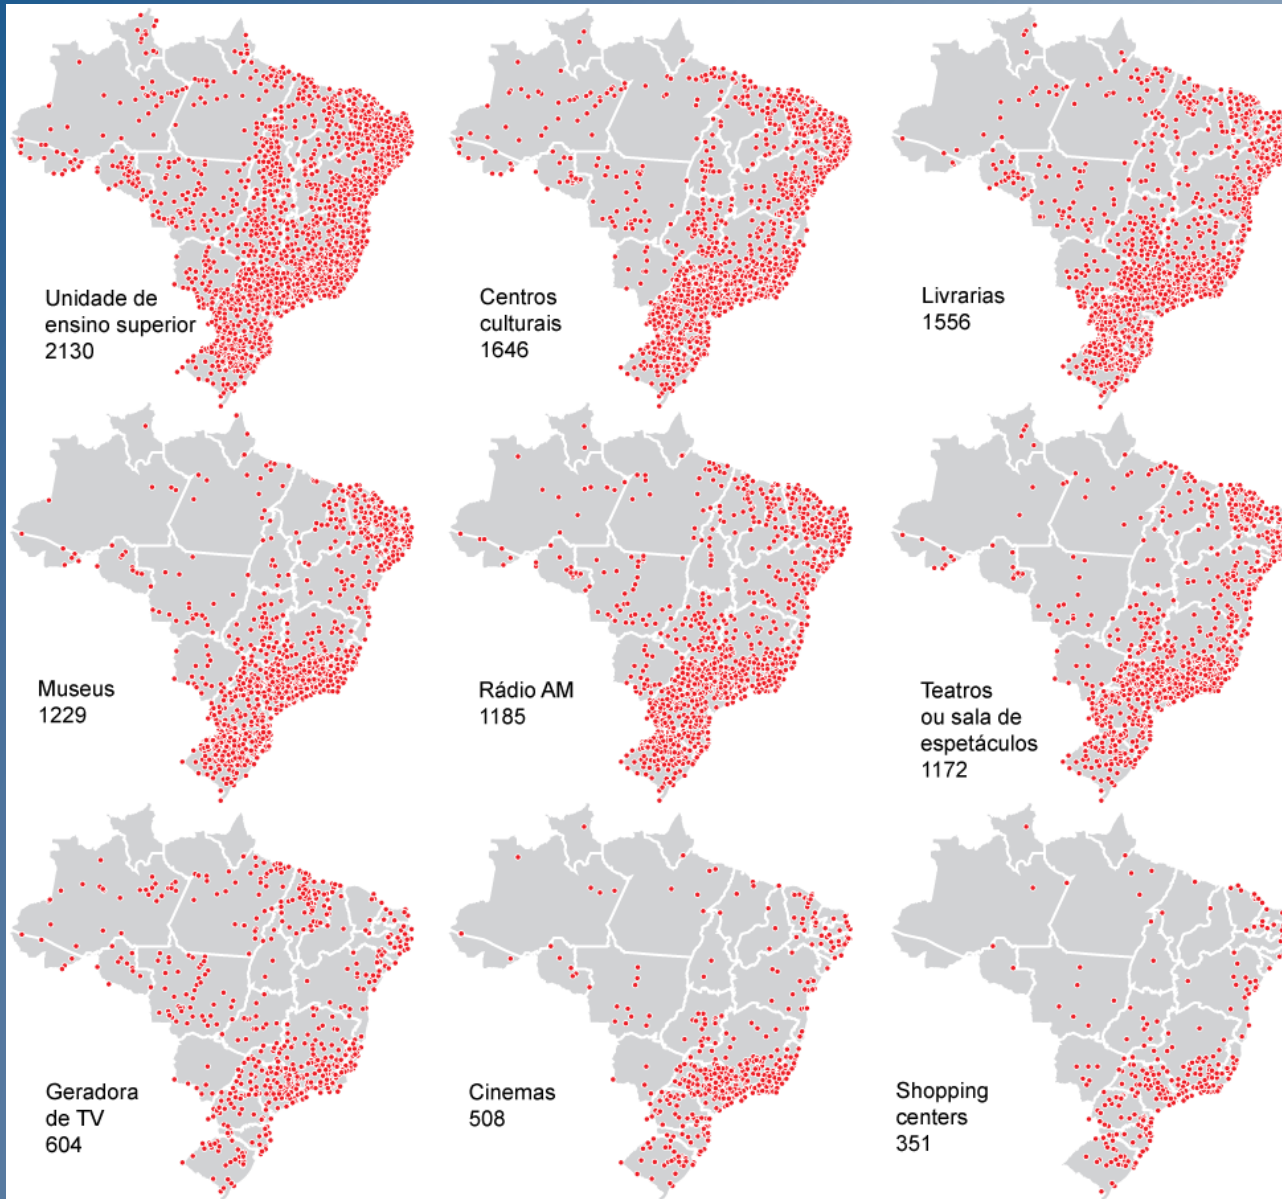 Unidade de
ensino superior
2130
Centros
culturais
1646
Livrarias
1556
Museus
1229
Rádio AM
1185
Teatros
ou sala de
espetáculos
1172
Geradora
de TV
604
Cinemas
508
Shopping
centers
351